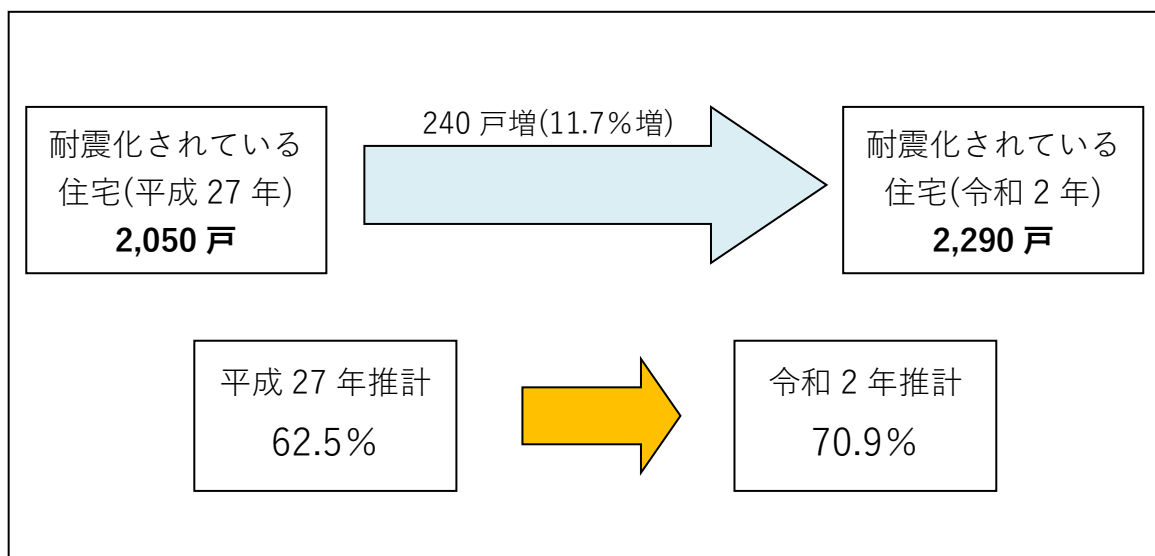 240 戸増(11.7%増)
耐震化されている
住宅(平成 27 年)
2,050 戸
耐震化されている
住宅(令和 2 年)
2,290 戸
平成 27 年推計
62.5%
令和 2 年推計
70.9%